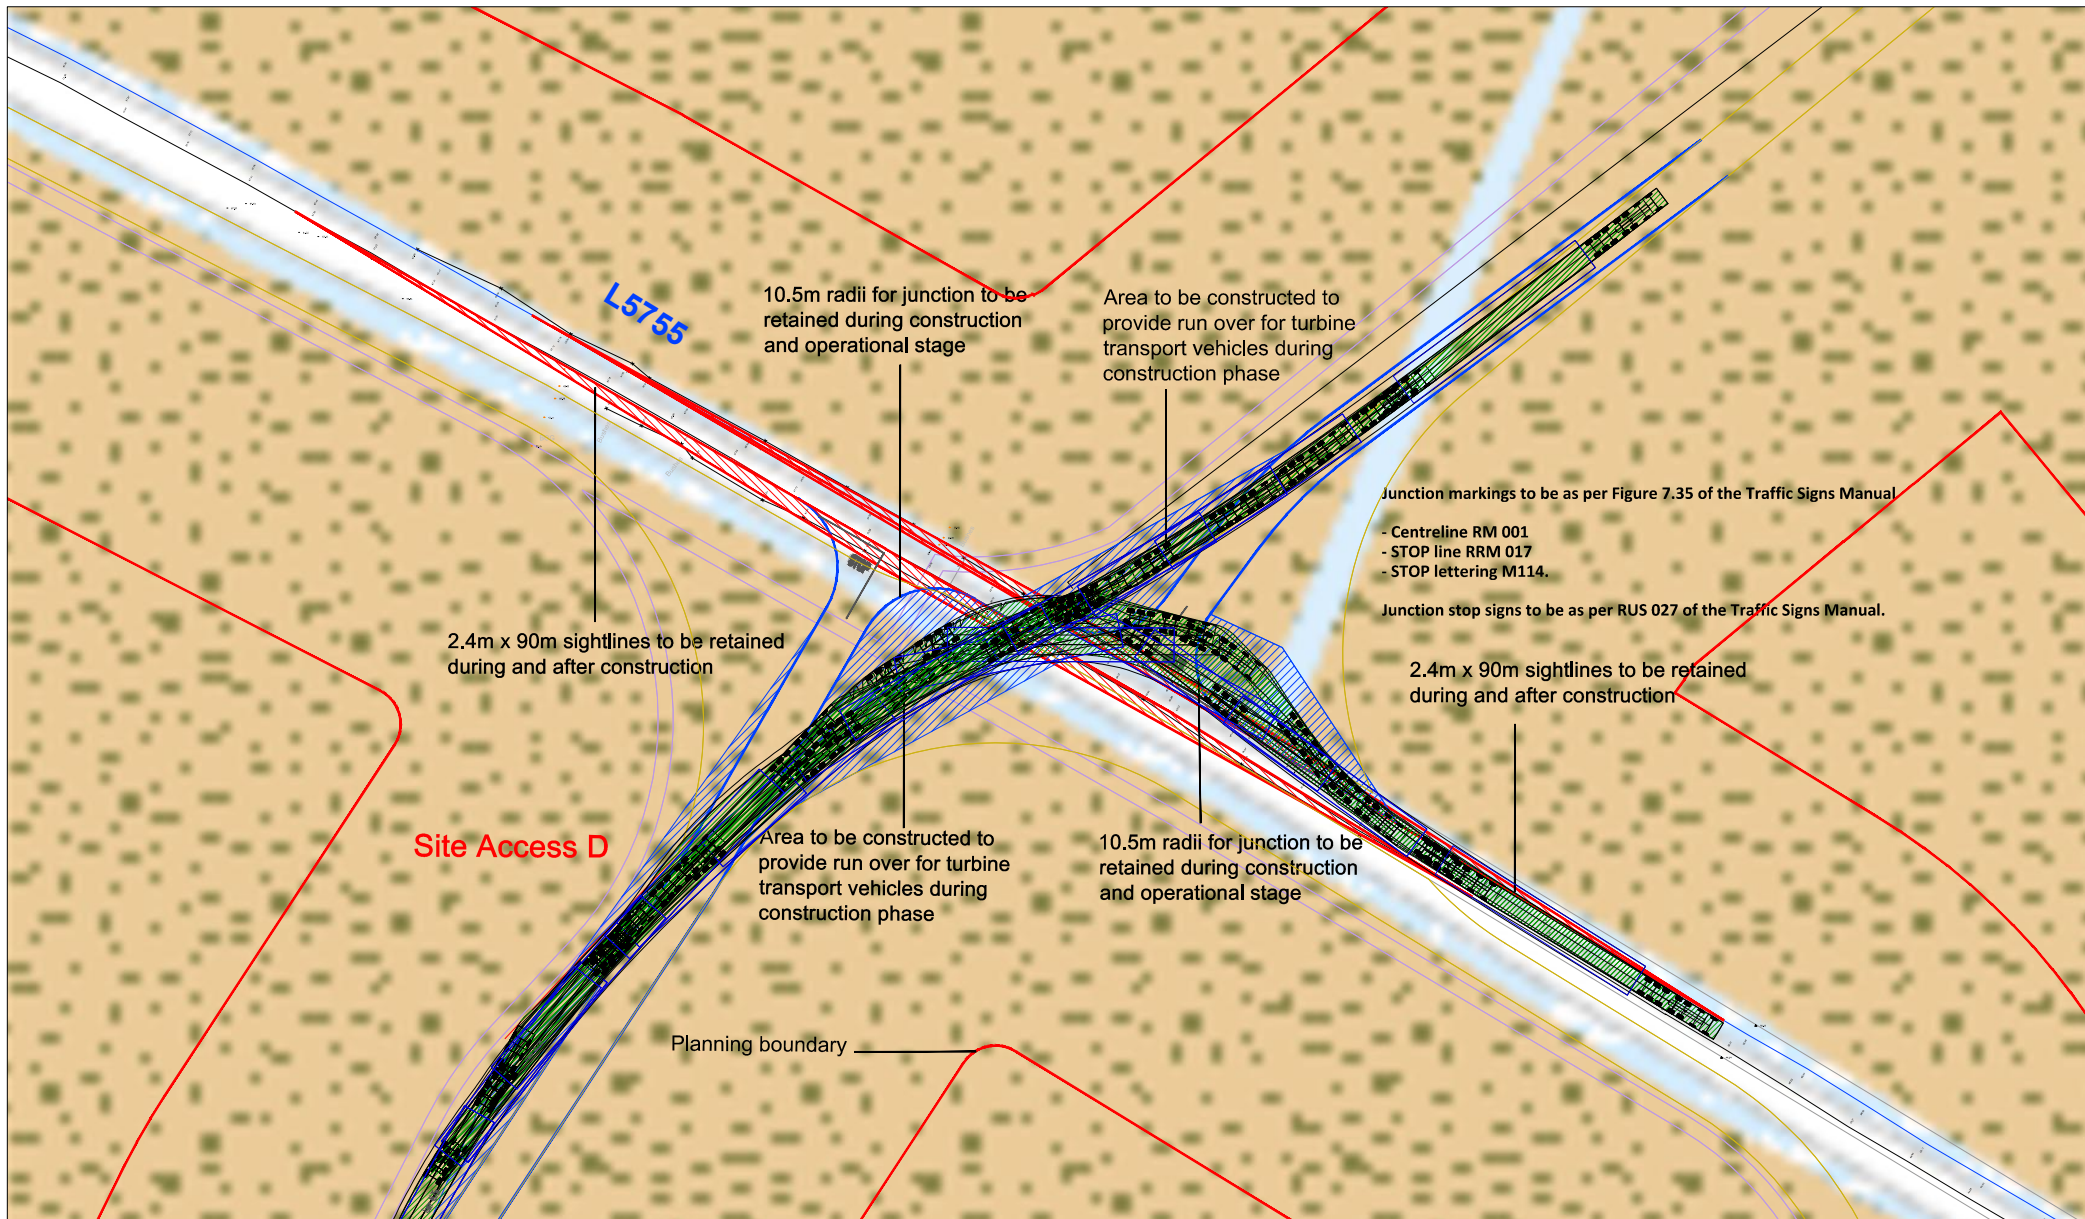 L5755
10.5m radii for junction to be
retained during construction
and operational stage
Area to be constructed to
provide run over for turbine
transport vehicles during
construction phase
Junction markings to be as per Figure 7.35 of the Traffic Signs Manual
- Centreline RM 001
- STOP line RRM 017
- STOP lettering M114.
Junction stop signs to be as per RUS 027 of the Traffic Signs Manual.
2.4m x 90m sightlines to be retained
during and after construction
2.4m x 90m sightlines to be retained
during and after construction
Site Access D
Area to be constructed to
provide run over for turbine
transport vehicles during
construction phase
10.5m radii for junction to be
retained during construction
and operational stage
Planning boundary